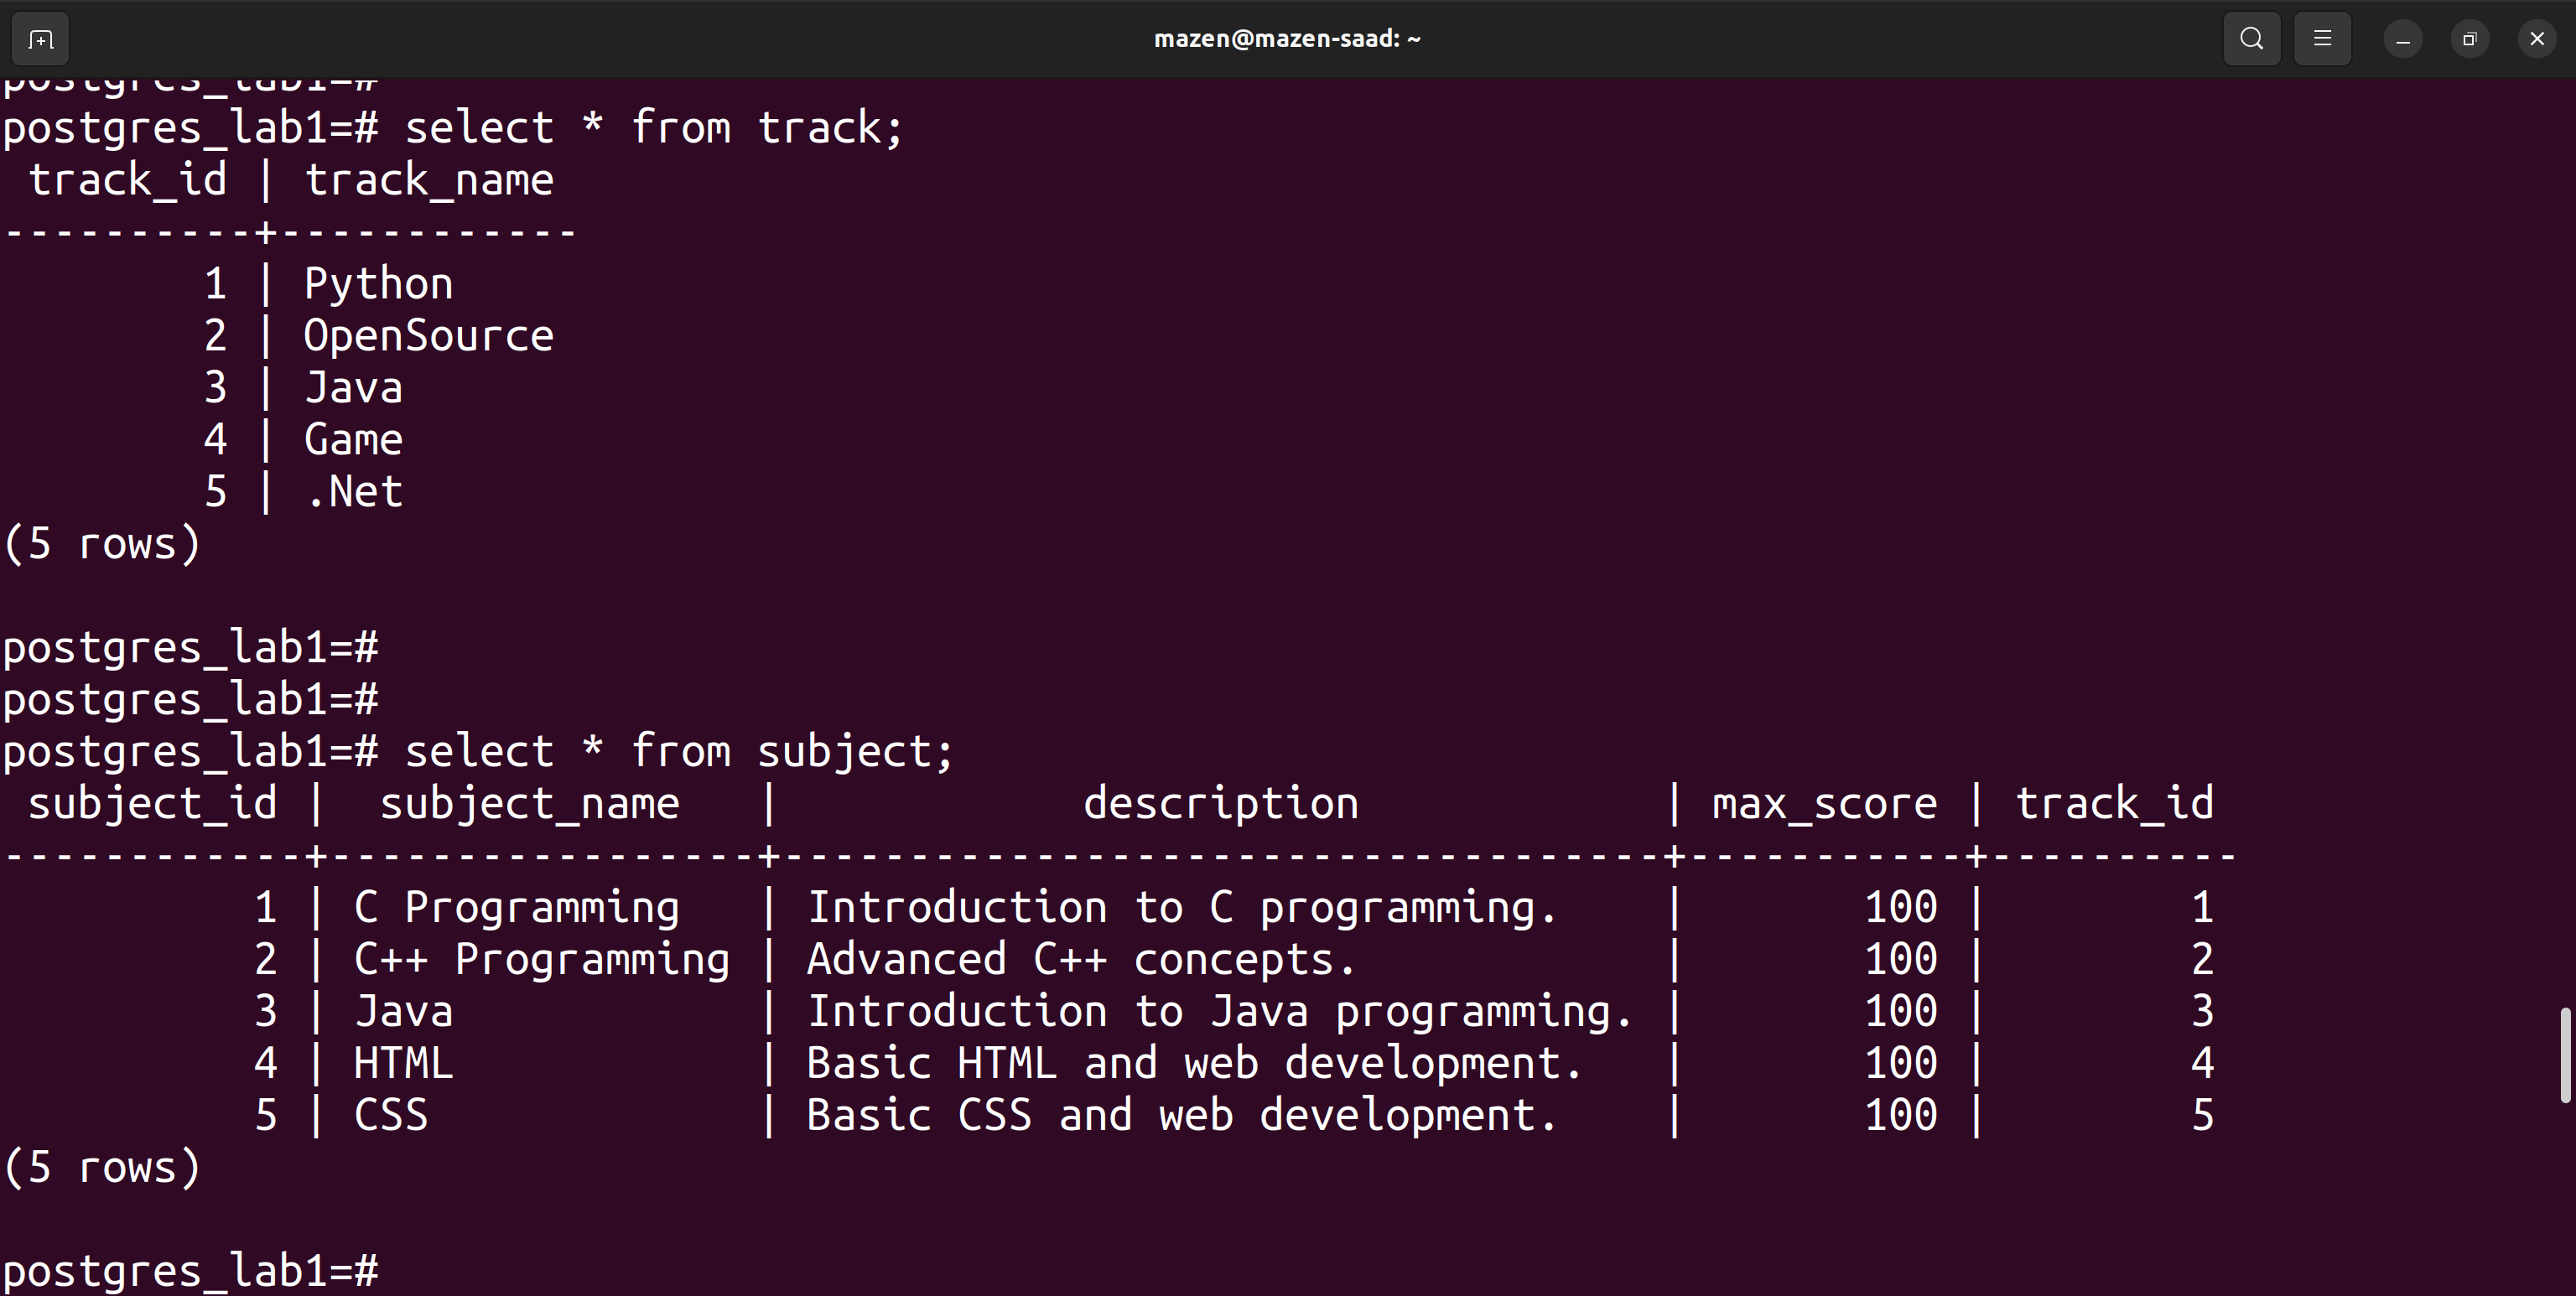 mazen@mazen-saad: ~
postgres_lab1=#
postgres_lab1=# select * from track;
 track_id | track_name
----------+------------
        1 | Python
        2 | OpenSource
        3 | Java
        4 | Game
        5 | .Net
(5 rows)

postgres_lab1=#
postgres_lab1=#
postgres_lab1=# select * from subject;
 subject_id |  subject_name   |            description            | max_score | track_id
------------+-----------------+-----------------------------------+-----------+----------
          1 | C Programming   | Introduction to C programming.    |       100 |        1
          2 | C++ Programming | Advanced C++ concepts.            |       100 |        2
          3 | Java            | Introduction to Java programming. |       100 |        3
          4 | HTML            | Basic HTML and web development.   |       100 |        4
          5 | CSS             | Basic CSS and web development.    |       100 |        5
(5 rows)

postgres_lab1=#